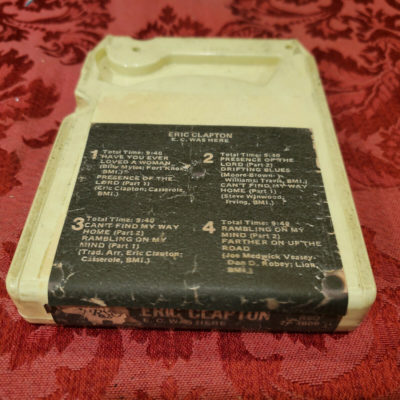 ERIC CLAPTON
E. C. WAS HERE
1 Total Time: 9:40
HAVE YOU EVER
LOVED A WOMAN
(Billy Myles; Fort Knox,
BMI.)
PRESENCE OF THE
LORD (Part 1)
(Eric Clapton; Casserole,
BMI.)
2 Total Time: 9:40
PRESENCE OF THE
LORD (Part 2)
DRIFTING BLUES
(Moore-Brown-
Williams; Travis, BMI.)
CAN'T FIND MY WAY
HOME (Part 1)
(Steve Winwood;
Irving, BMI.)
3 Total Time: 9:40
CAN'T FIND MY WAY
HOME (Part 2)
RAMBLING ON MY
MIND (Part 1)
(Trad. Arr. Eric Clapton;
Casserole, BMI.)
4 Total Time: 9:40
RAMBLING ON MY
MIND (Part 2)
FARTHER ON UP THE
ROAD
(Joe Medwick Veasey-
Don D. Robey; Lion,
BMI.)
ERIC CLAPTON
E. C. WAS HERE